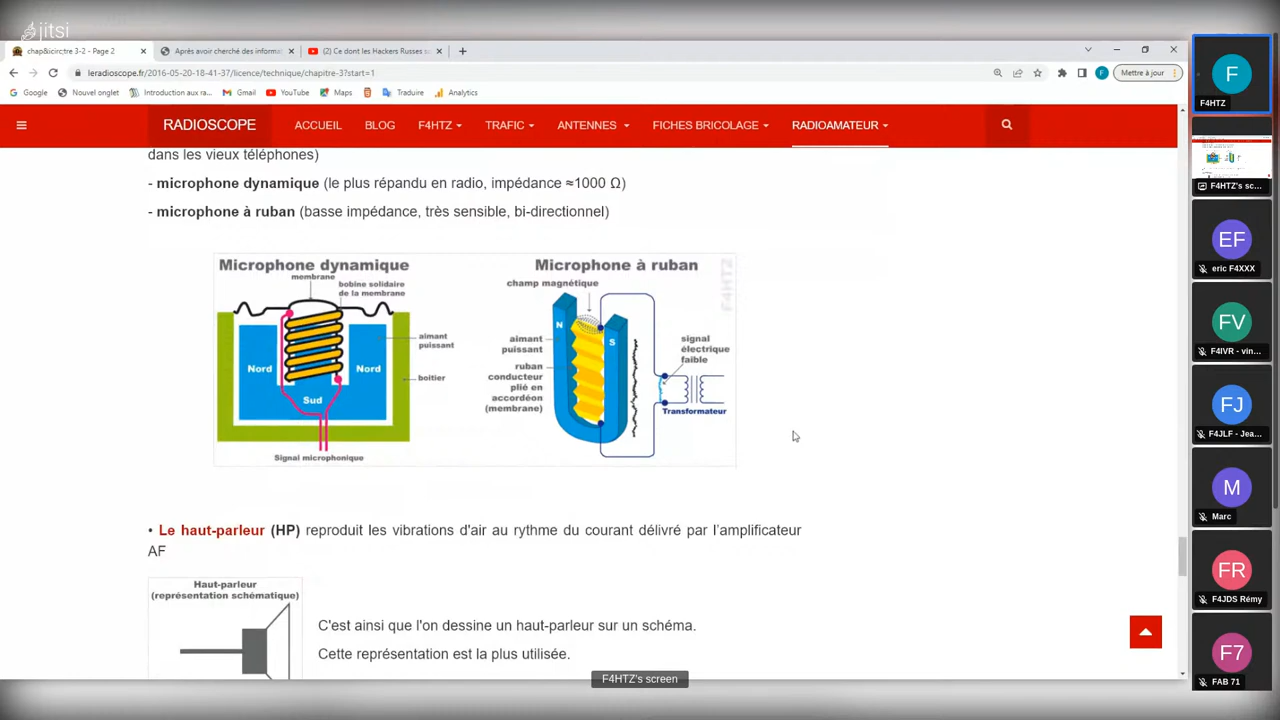 jitsi
chap&icirc;tre 3-2 - Page 2
Après avoir cherché des informat
(2) Ce dont les Hackers Russes s
leradioscope.fr/2016-05-20-18-41-37/licence/technique/chapitre-3?start=1
F
Mettre à jour
Google
Nouvel onglet
Introduction aux ra...
Gmail
YouTube
Maps
Traduire
Analytics
RADIOSCOPE
ACCUEIL
BLOG
F4HTZ
TRAFIC
ANTENNES
FICHES BRICOLAGE
RADIOAMATEUR
dans les vieux téléphones)
- microphone dynamique (le plus répandu en radio, impédance ≈1000 Ω)
- microphone à ruban (basse impédance, très sensible, bi-directionnel)
Microphone dynamique
membrane
bobine solidaire
de la membrane
aimant
puissant
boitier
Nord
Nord
Sud
Signal microphonique
Microphone à ruban
champ magnétique
N
S
aimant
puissant
ruban
conducteur
plié en
accordéon
(membrane)
signal
électrique
faible
Transformateur
F4HTZ
• Le haut-parleur (HP) reproduit les vibrations d'air au rythme du courant délivré par l'amplificateur
AF
Haut-parleur
(représentation schématique)
C'est ainsi que l'on dessine un haut-parleur sur un schéma.
Cette représentation est la plus utilisée.
F4HTZ's screen
F
F4HTZ
F4HTZ's sc...
EF
eric F4XXX
FV
F4IVR - vin...
FJ
F4JLF - Jea...
M
Marc
FR
F4JDS Rémy
F7
FAB 71